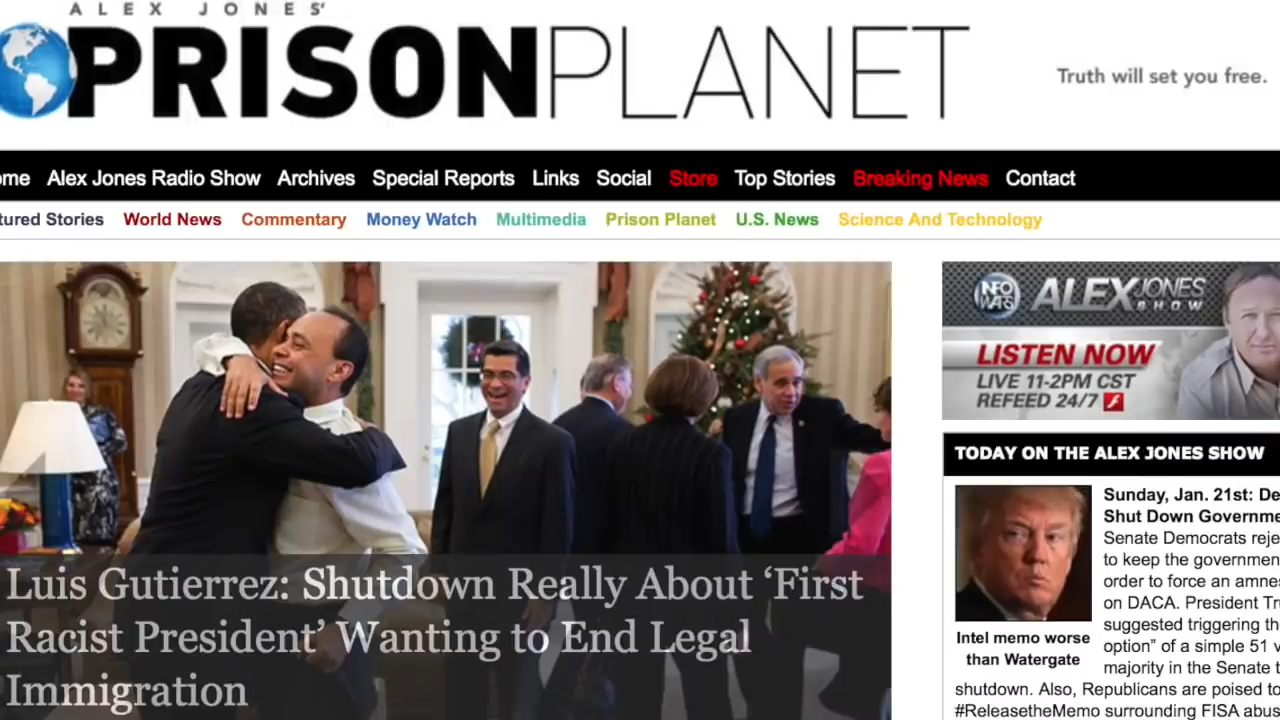 ALEX JONES'
PRISONPLANET
Truth will set you free.
ome Alex Jones Radio Show Archives Special Reports Links Social Store Top Stories Breaking News Contact
tured Stories World News Commentary Money Watch Multimedia Prison Planet U.S. News Science And Technology
INFO WARS ALEX JONES SHOW
LISTEN NOW
LIVE 11-2PM CST
REFEED 24/7
TODAY ON THE ALEX JONES SHOW
Sunday, Jan. 21st: De
Shut Down Governme
Senate Democrats reje
to keep the governmen
order to force an amnes
on DACA. President Tru
suggested triggering th
option" of a simple 51 v
majority in the Senate t
shutdown. Also, Republicans are poised to
#ReleasetheMemo surrounding FISA abus
Intel memo worse
than Watergate
Luis Gutierrez: Shutdown Really About ‘First
Racist President’ Wanting to End Legal
Immigration